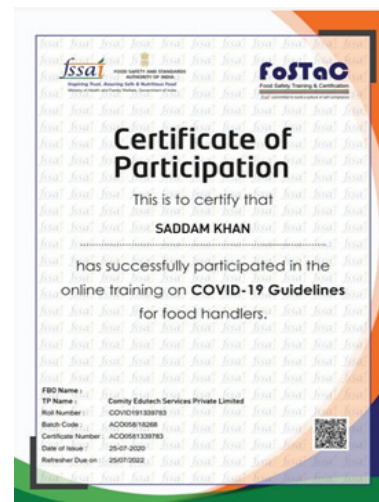 fssai
FOOD SAFETY AND STANDARDS
AUTHORITY OF INDIA
Inspiring Trust, Assuring Safe & Nutritious Food
Ministry of Health and Family Welfare, Government of India
FoSTaC
Food Safety Training & Certification
Certificate of
Participation
This is to certify that
SADDAM KHAN
has successfully participated in the
online training on COVID-19 Guidelines
for food handlers.
FBO Name :
TP Name : Comity Edutech Services Private Limited
Roll Number : COVID191339783
Batch Code : ACO058/18268
Certificate Number : ACO0581339783
Date of Issue : 25-07-2020
Refresher Due on : 25/07/2022